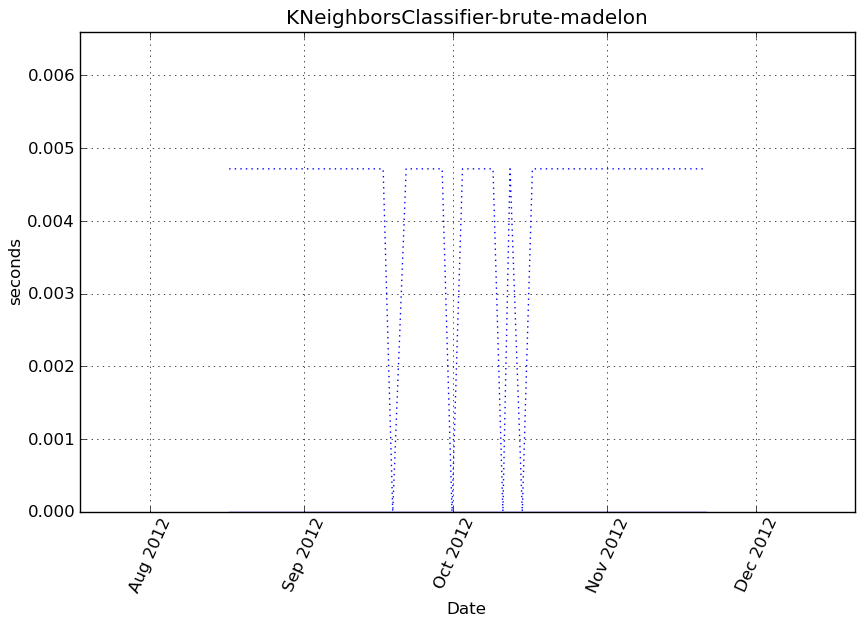 KNeighborsClassifier-brute-madelon
0.006
0.005
0.004
0.003
0.002
0.001
0.000
seconds
Aug 2012
Sep 2012
Oct 2012
Nov 2012
Dec 2012
Date